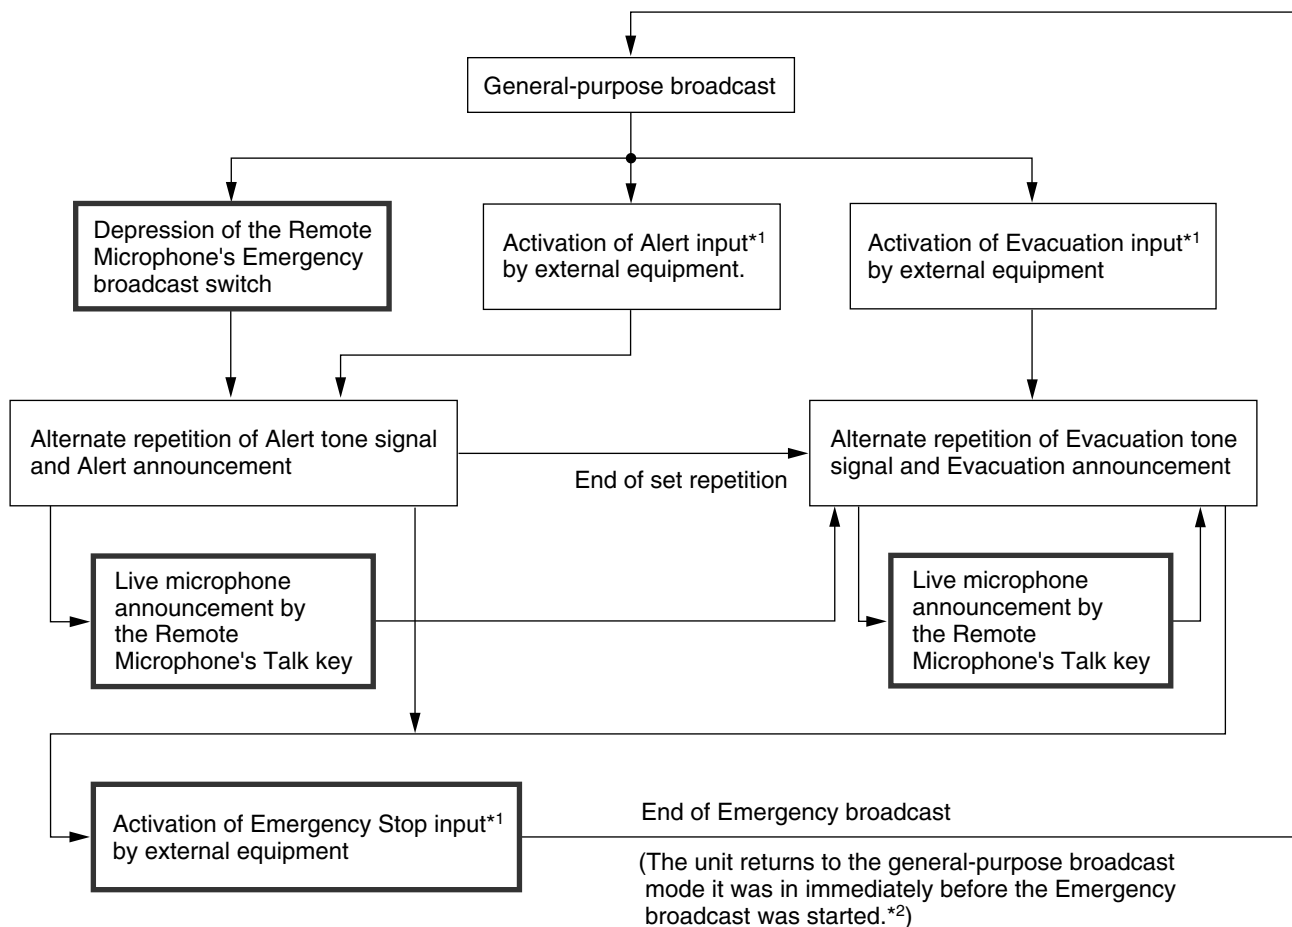 General-purpose broadcast
Depression of the Remote
Microphone's Emergency
broadcast switch
Activation of Alert input*1
by external equipment.
Activation of Evacuation input*1
by external equipment
Alternate repetition of Alert tone signal
and Alert announcement
End of set repetition
Alternate repetition of Evacuation tone
signal and Evacuation announcement
Live microphone
announcement by
the Remote
Microphone's Talk key
Live microphone
announcement by
the Remote
Microphone's Talk key
Activation of Emergency Stop input*1
by external equipment
End of Emergency broadcast
(The unit returns to the general-purpose broadcast
mode it was in immediately before the Emergency
broadcast was started.*2)